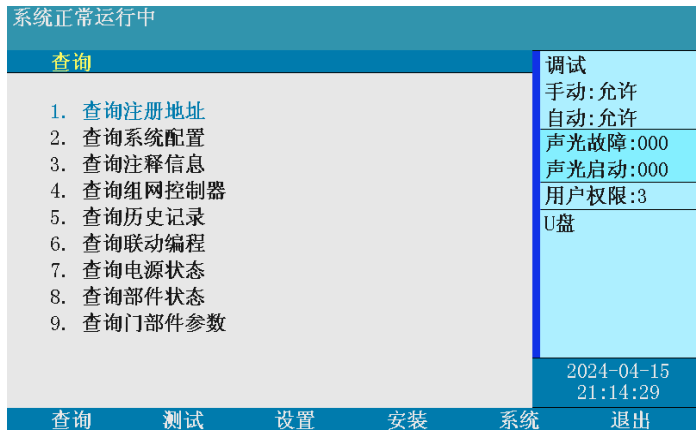 系统正常运行中
查询
1. 查询注册地址
2. 查询系统配置
3. 查询注释信息
4. 查询组网控制器
5. 查询历史记录
6. 查询联动编程
7. 查询电源状态
8. 查询部件状态
9. 查询门部件参数
调试
手动:允许
自动:允许
声光故障:000
声光启动:000
用户权限:3
U盘
2024-04-15
21:14:29
查询 测试 设置 安装 系统 退出